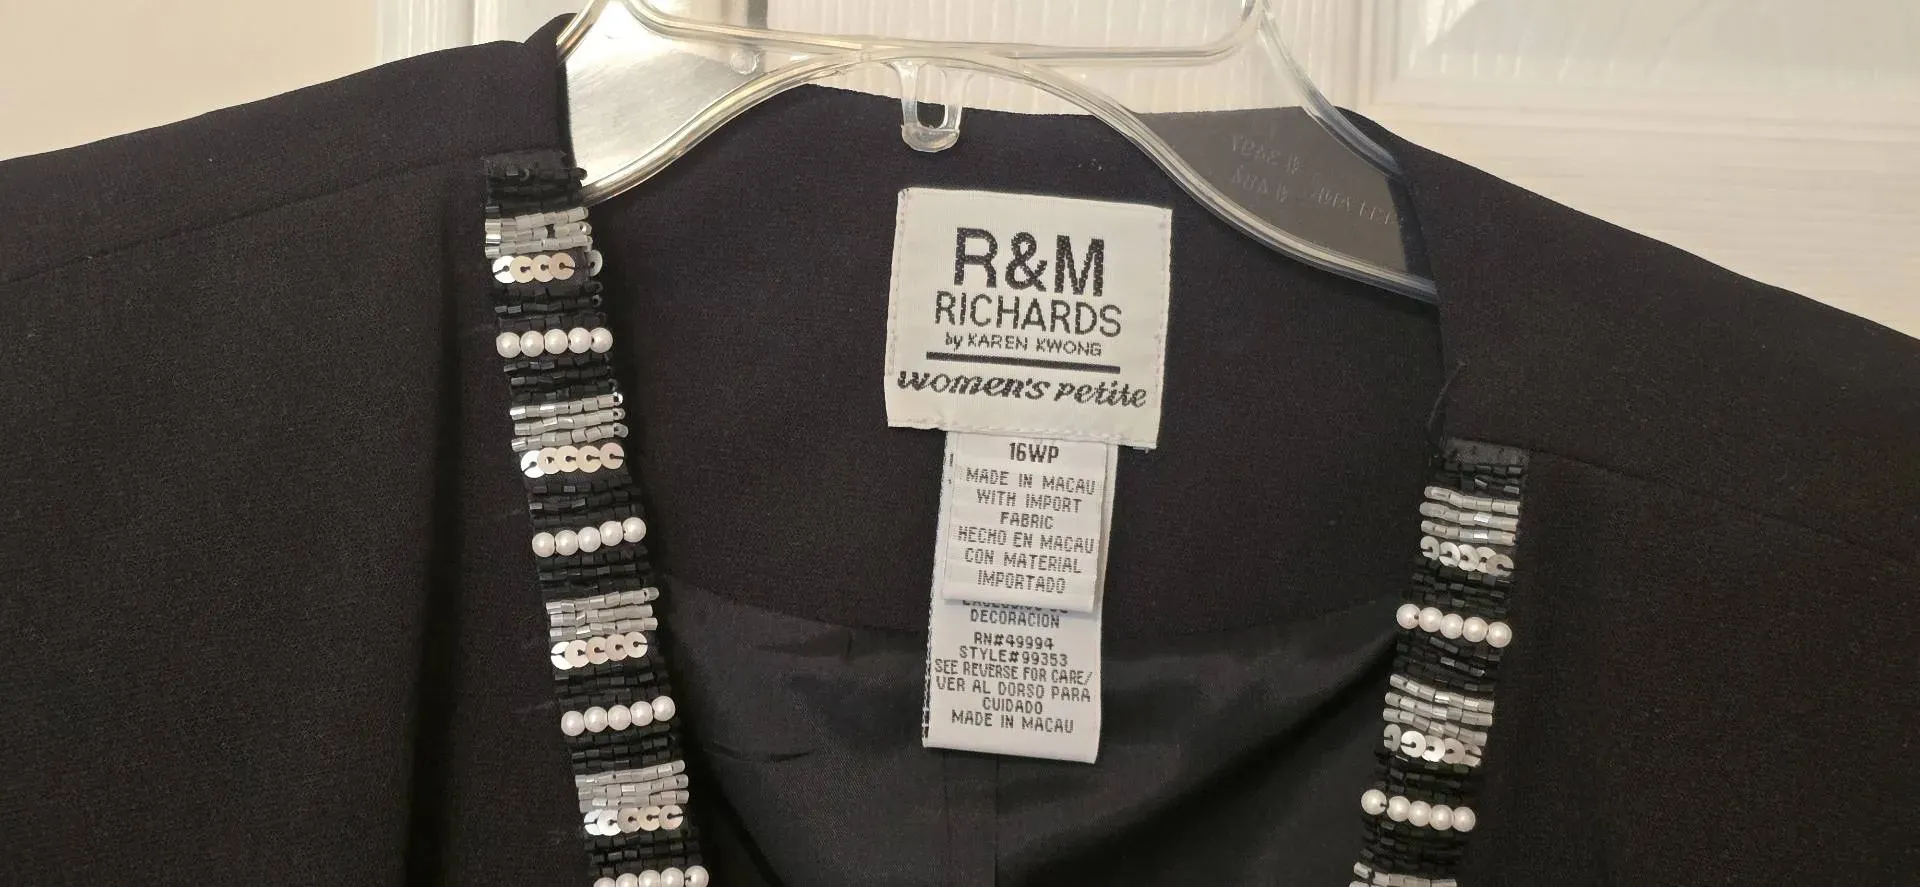 R&M
RICHARDS
by KAREN KWONG
women's petite
16WP
MADE IN MACAU
WITH IMPORT
FABRIC
HECHO EN MACAU
CON MATERIAL
IMPORTADO
DECORACION
RN#49994
STYLE#99353
SEE REVERSE FOR CARE/
VER AL DORSO PARA
CUIDADO
MADE IN MACAU